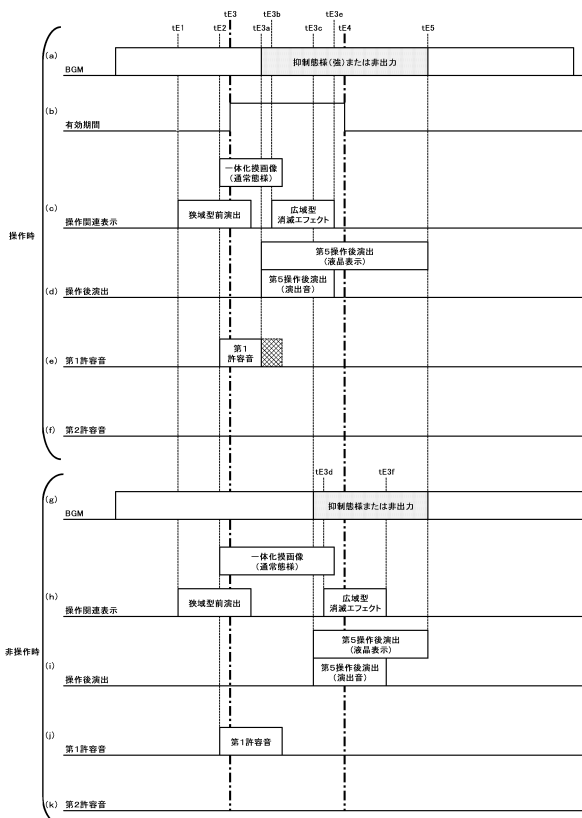 tE1
tE2
tE3
tE3a
tE3b
tE3c
tE3e
tE4
tE5
操作時
(a)
BGM
抑制態様(強)または非出力
(b)
有効期間
一体化摸画像
(通常態様)
(c)
操作関連表示
狭域型前演出
広域型
消滅エフェクト
第5操作後演出
(液晶表示)
(d)
操作後演出
第5操作後演出
(演出音)
(e)
第1許容音
第1
許容音
(f)
第2許容音
非操作時
tE3d
tE3f
(g)
BGM
抑制態様または非出力
一体化摸画像
(通常態様)
(h)
操作関連表示
狭域型前演出
広域型
消滅エフェクト
第5操作後演出
(液晶表示)
(i)
操作後演出
第5操作後演出
(演出音)
(j)
第1許容音
第1許容音
(k)
第2許容音